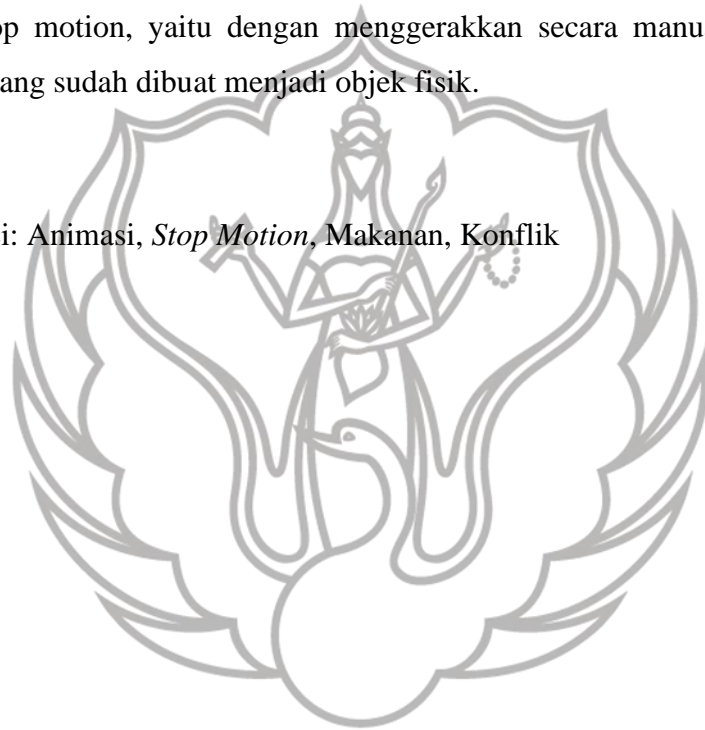 op motion, yaitu dengan menggerakkan secara manu
ang sudah dibuat menjadi objek fisik.
i: Animasi, Stop Motion, Makanan, Konflik